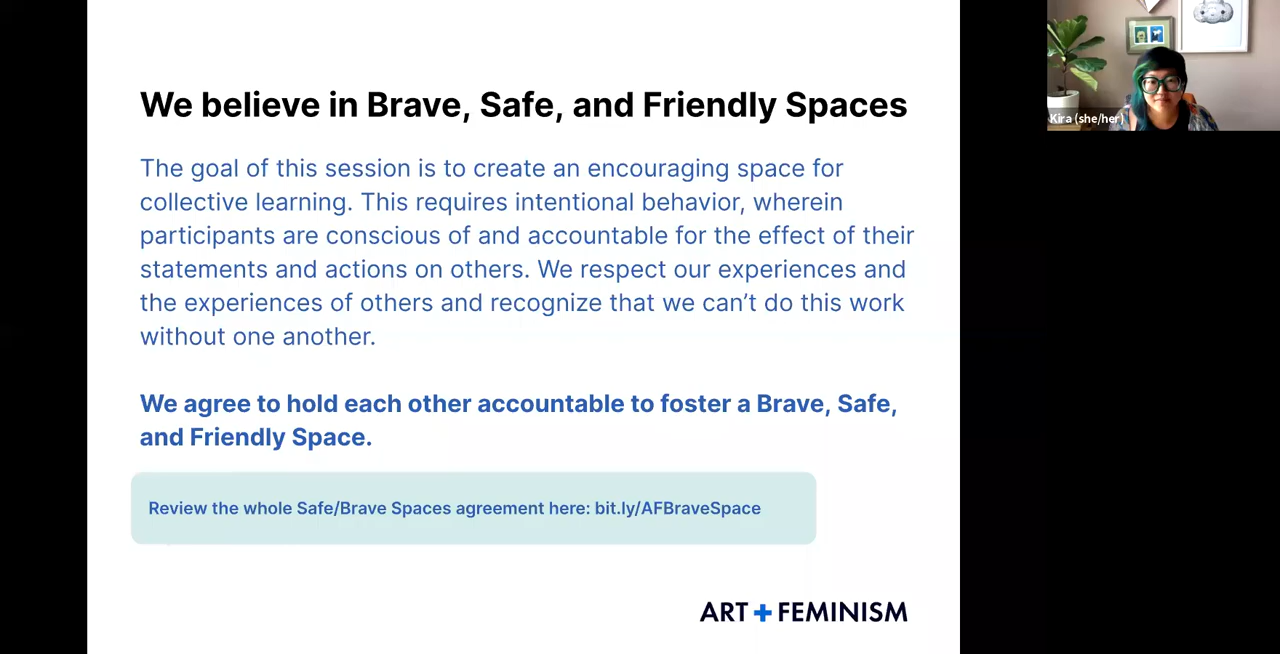 We believe in Brave, Safe, and Friendly Spaces
The goal of this session is to create an encouraging space for
collective learning. This requires intentional behavior, wherein
participants are conscious of and accountable for the effect of their
statements and actions on others. We respect our experiences and
the experiences of others and recognize that we can’t do this work
without one another.
We agree to hold each other accountable to foster a Brave, Safe,
and Friendly Space.
Review the whole Safe/Brave Spaces agreement here: bit.ly/AFBraveSpace
ART + FEMINISM
Kira (she/her)